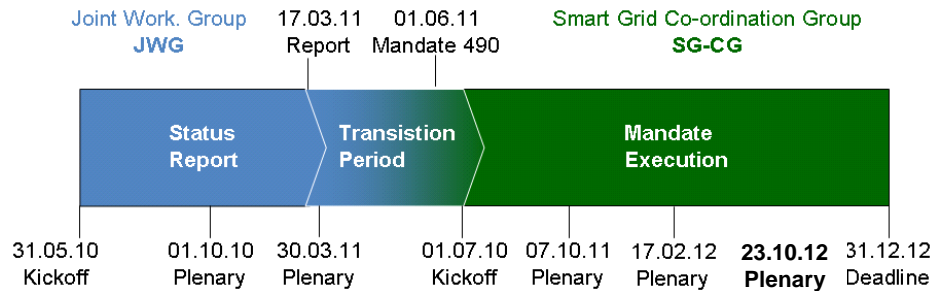 Joint Work. Group
JWG
17.03.11
Report
01.06.11
Mandate 490
Smart Grid Co-ordination Group
SG-CG
Status
Report
Transistion
Period
Mandate
Execution
31.05.10
Kickoff
01.10.10
Plenary
30.03.11
Plenary
01.07.10
Kickoff
07.10.11
Plenary
17.02.12
Plenary
23.10.12
Plenary
31.12.12
Deadline